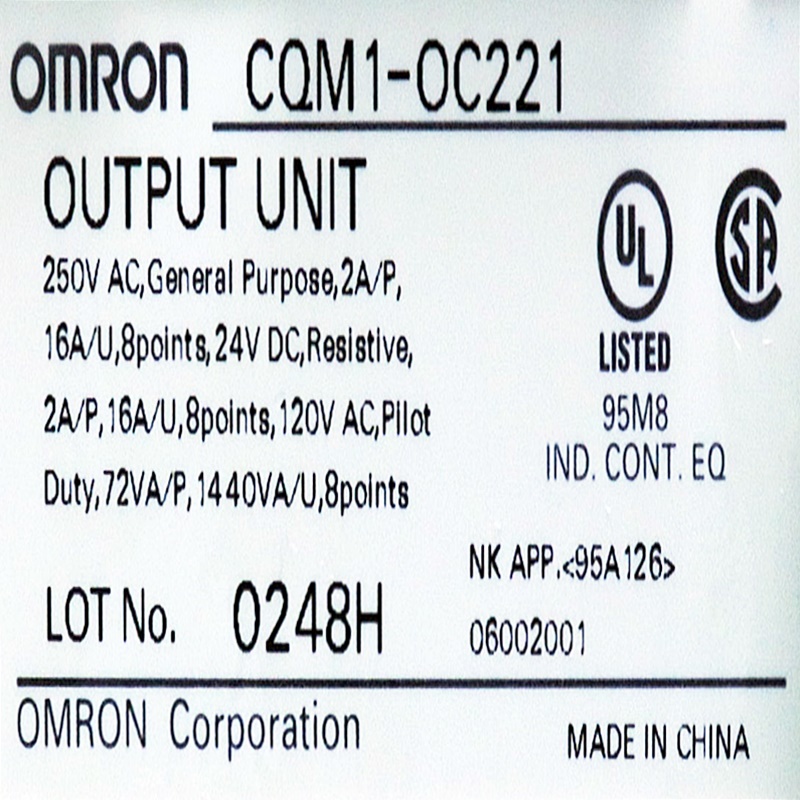 OMRON CQM1-OC221
OUTPUT UNIT
250V AC,General Purpose,2A/P,
16A/U,8points,24V DC,Resistive,
2A/P,16A/U,8points,120V AC,Pilot
Duty,72VA/P,1440VA/U,8points
UL
LISTED
SA
95M8
IND. CONT. EQ
NK APP.<95A126>
LOT No. 0248H
06002001
OMRON Corporation
MADE IN CHINA